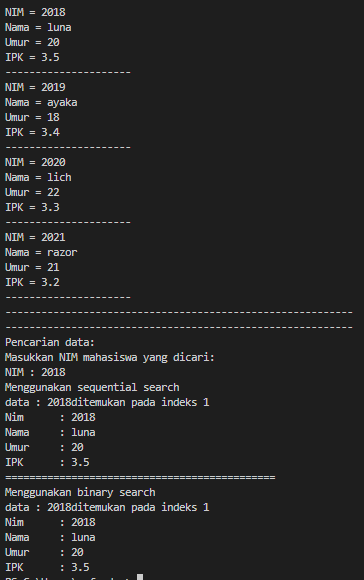 NIM = 2018
Nama = luna
Umur = 20
IPK = 3.5
---------------------
NIM = 2019
Nama = ayaka
Umur = 18
IPK = 3.4
---------------------
NIM = 2020
Nama = lich
Umur = 22
IPK = 3.3
---------------------
NIM = 2021
Nama = razor
Umur = 21
IPK = 3.2
---------------------
----------------------------------------------------------
----------------------------------------------------------
Pencarian data:
Masukkan NIM mahasiswa yang dicari:
NIM : 2018
Menggunakan sequential search
data : 2018ditemukan pada indeks 1
Nim      : 2018
Nama     : luna
Umur     : 20
IPK      : 3.5
=============================================
Menggunakan binary search
data : 2018ditemukan pada indeks 1
Nim      : 2018
Nama     : luna
Umur     : 20
IPK      : 3.5